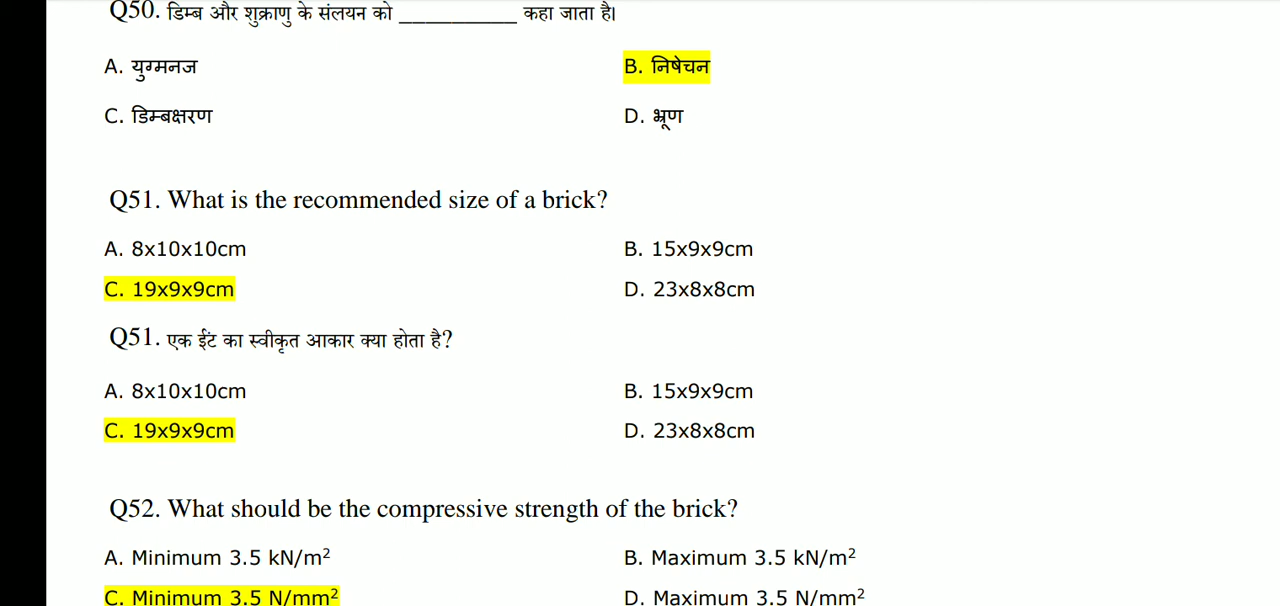 Q50. डिम्ब और शुक्राणु के संलयन को __________ कहा जाता है।
A. युग्मनज B. निषेचन
C. डिम्बक्षरण D. भ्रूण
Q51. What is the recommended size of a brick?
A. 8x10x10cm B. 15x9x9cm
C. 19x9x9cm D. 23x8x8cm
Q51. एक ईंट का स्वीकृत आकार क्या होता है?
A. 8x10x10cm B. 15x9x9cm
C. 19x9x9cm D. 23x8x8cm
Q52. What should be the compressive strength of the brick?
A. Minimum 3.5 kN/m² B. Maximum 3.5 kN/m²
C. Minimum 3.5 N/mm² D. Maximum 3.5 N/mm²